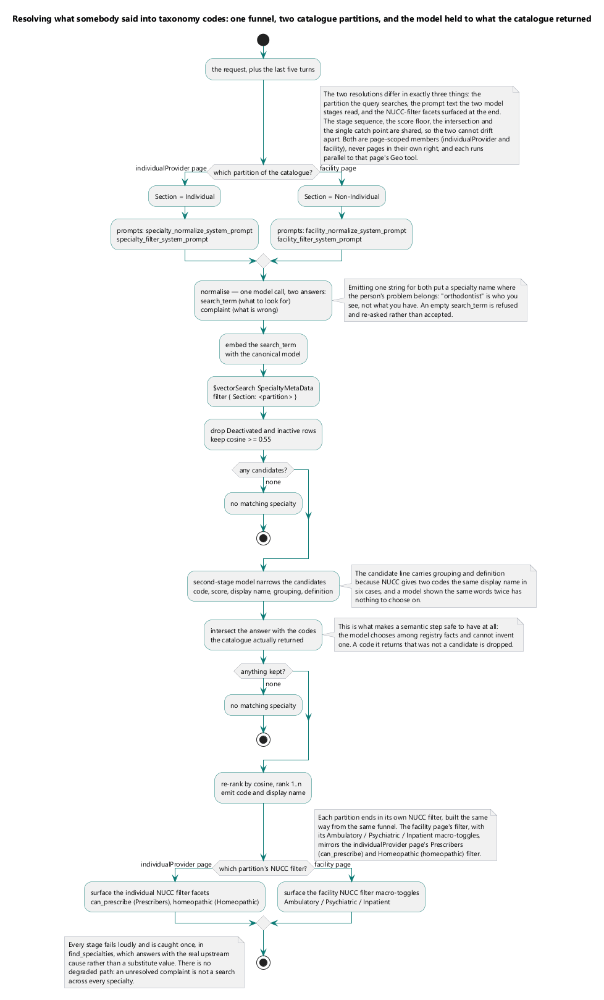 Resolving what somebody said into taxonomy codes: one funnel, two catalogue partitions, and the model held to what the catalogue returned
the request, plus the last five turns
The two resolutions differ in exactly three things: the
partition the query searches, the prompt text the two model
stages read, and the NUCC-filter facets surfaced at the end.
The stage sequence, the score floor, the intersection and
the single catch point are shared, so the two cannot drift
apart. Both are page-scoped members (individualProvider and
facility), never pages in their own right, and each runs
parallel to that page's Geo tool.
individualProvider page
which partition of the catalogue?
facility page
Section = Individual
Section = Non-Individual
prompts: specialty_normalize_system_prompt
specialty_filter_system_prompt
prompts: facility_normalize_system_prompt
facility_filter_system_prompt
normalise — one model call, two answers:
search_term (what to look for)
complaint (what is wrong)
Emitting one string for both put a specialty name where
the person's problem belongs: "orthodontist" is who you
see, not what you have. An empty search_term is refused
and re-asked rather than accepted.
embed the search_term
with the canonical model
$vectorSearch SpecialtyMetaData
filter { Section: <partition> }
drop Deactivated and inactive rows
keep cosine >= 0.55
any candidates?
none
no matching specialty
second-stage model narrows the candidates
code, score, display name, grouping, definition
The candidate line carries grouping and definition
because NUCC gives two codes the same display name in
six cases, and a model shown the same words twice has
nothing to choose on.
intersect the answer with the codes
the catalogue actually returned
This is what makes a semantic step safe to have at all:
the model chooses among registry facts and cannot invent
one. A code it returns that was not a candidate is dropped.
anything kept?
none
no matching specialty
re-rank by cosine, rank 1..n
emit code and display name
Each partition ends in its own NUCC filter, built the same
way from the same funnel. The facility page's filter, with
its Ambulatory / Psychiatric / Inpatient macro-toggles,
mirrors the individualProvider page's Prescribers
(can_prescribe) and Homeopathic (homeopathic) filter.
individualProvider page
which partition's NUCC filter?
facility page
surface the individual NUCC filter facets
can_prescribe (Prescribers), homeopathic (Homeopathic)
surface the facility NUCC filter macro-toggles
Ambulatory / Psychiatric / Inpatient
Every stage fails loudly and is caught once, in
find_specialties, which answers with the real upstream
cause rather than a substitute value. There is no
degraded path: an unresolved complaint is not a search
across every specialty.